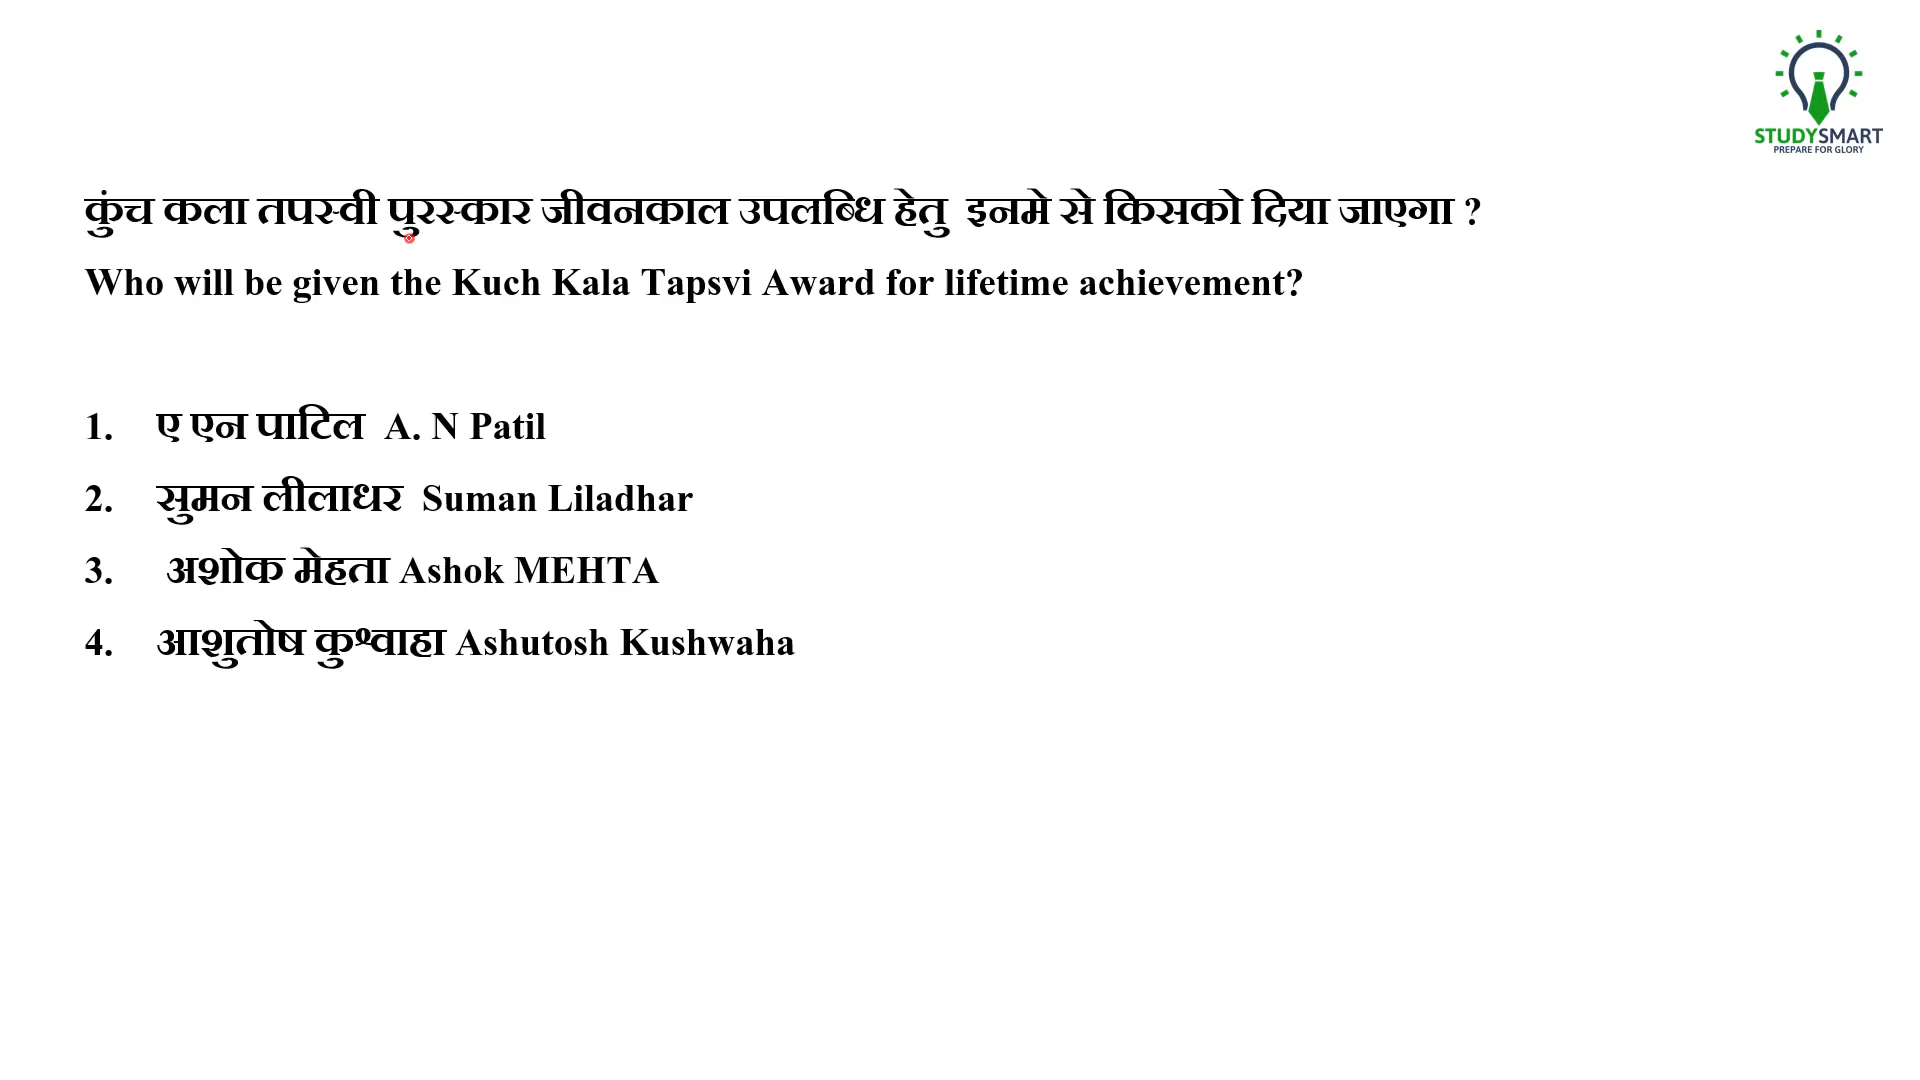 STUDYSMART
PREPARE FOR GLORY
कुंच कला तपस्वी पुरस्कार जीवनकाल उपलब्धि हेतु इनमे से किसको दिया जाएगा ?
Who will be given the Kuch Kala Tapsvi Award for lifetime achievement?
1. ए एन पाटिल A. N Patil
2. सुमन लीलाधर Suman Liladhar
3. अशोक मेहता Ashok MEHTA
4. आशुतोष कुश्वाहा Ashutosh Kushwaha